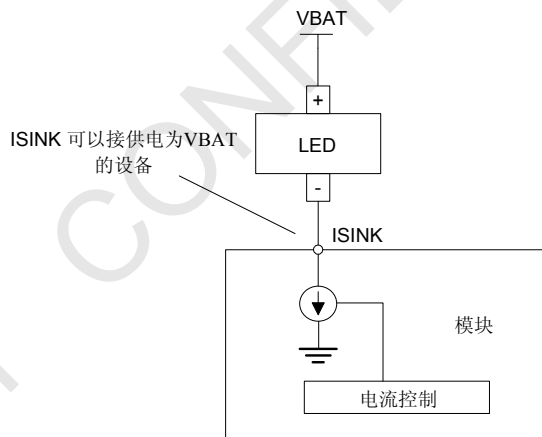 CONFI
VBAT
+
LED
-
ISINK 可以接供电为VBAT
的设备
ISINK
模块
电流控制